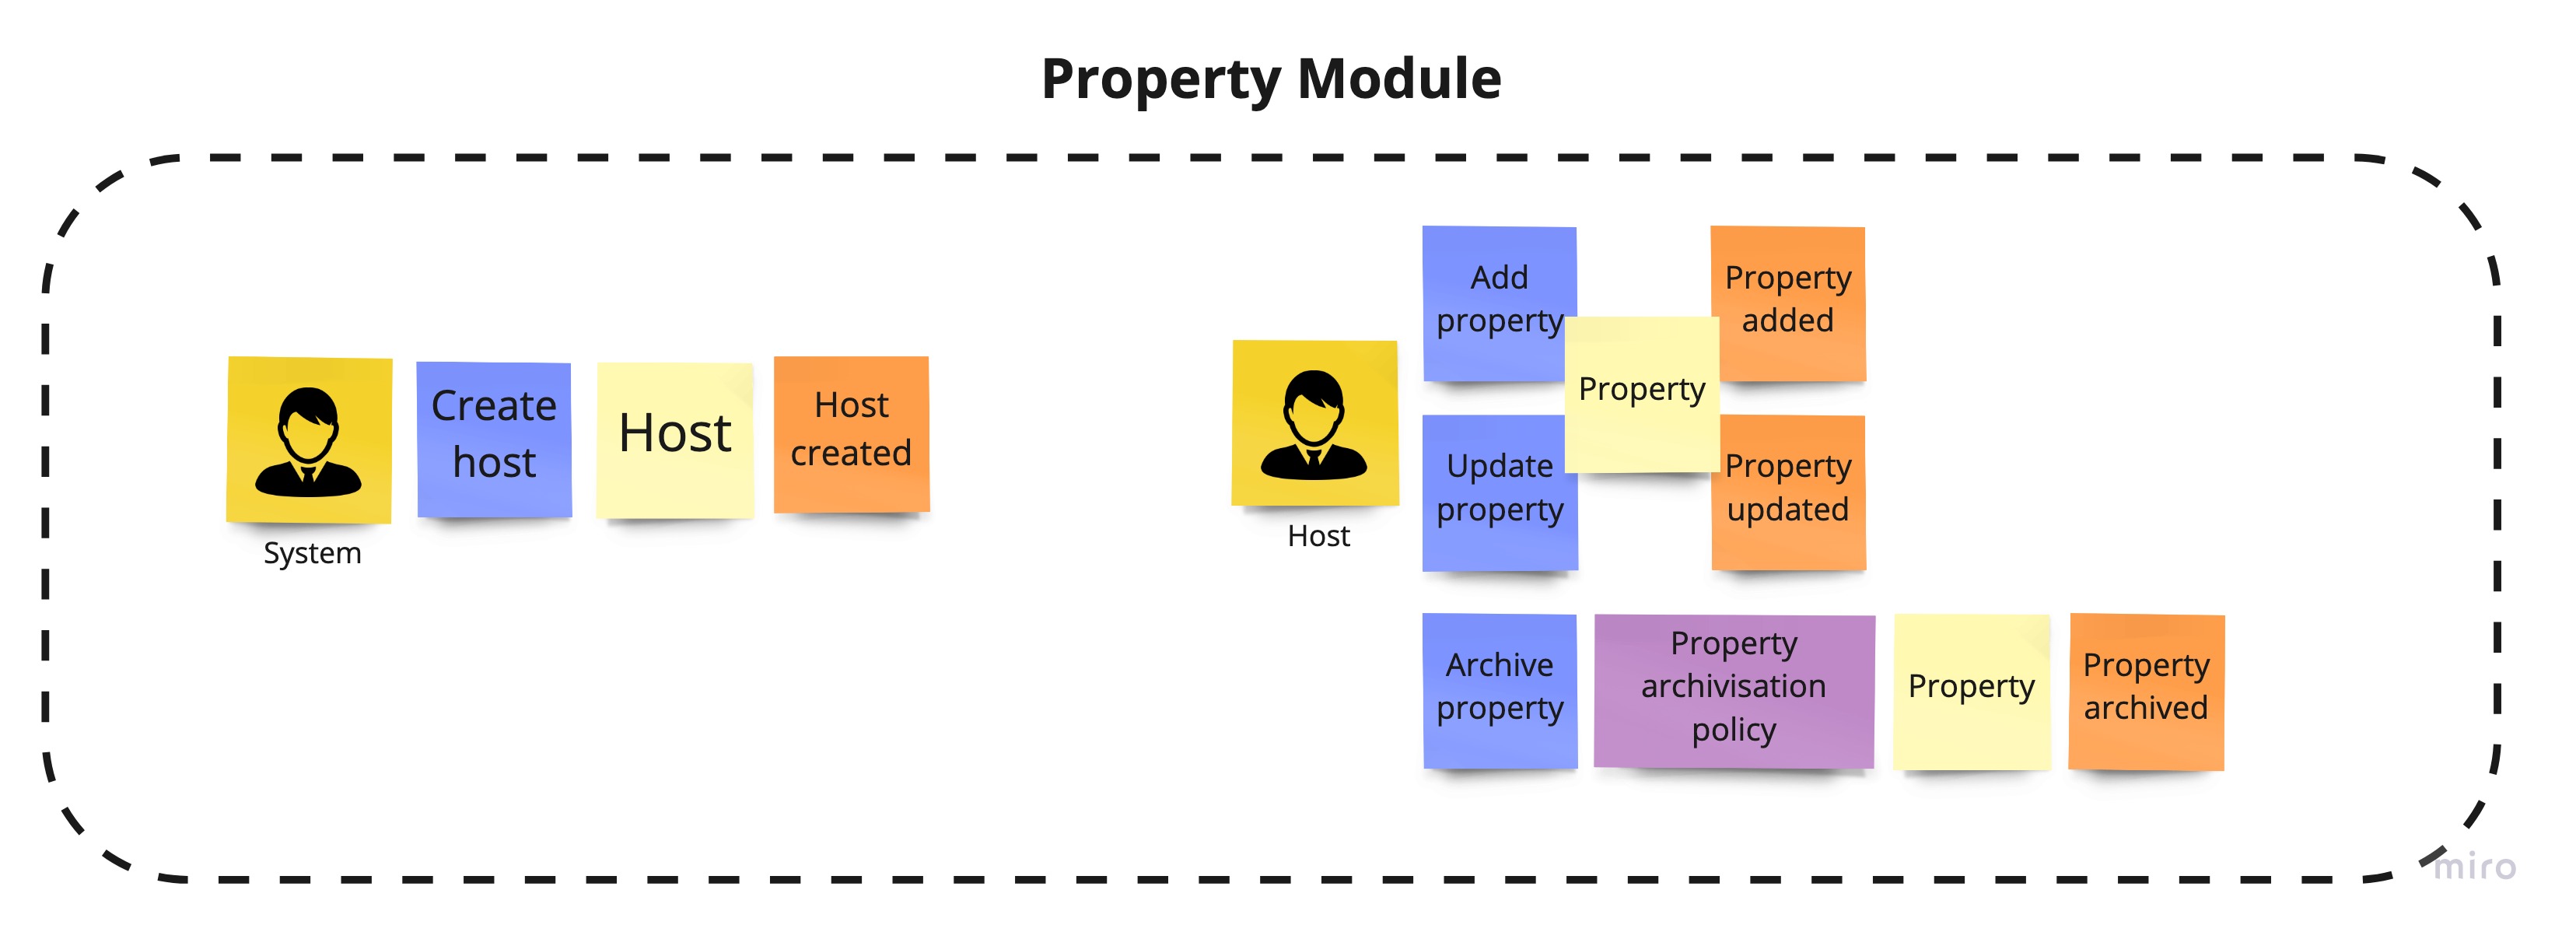 Property Module
Create
host
Host
Host
created
System
Host
Add
property
Property
Property
added
Update
property
Property
updated
Archive
property
Property
archivisation
policy
Property
Property
archived
miro